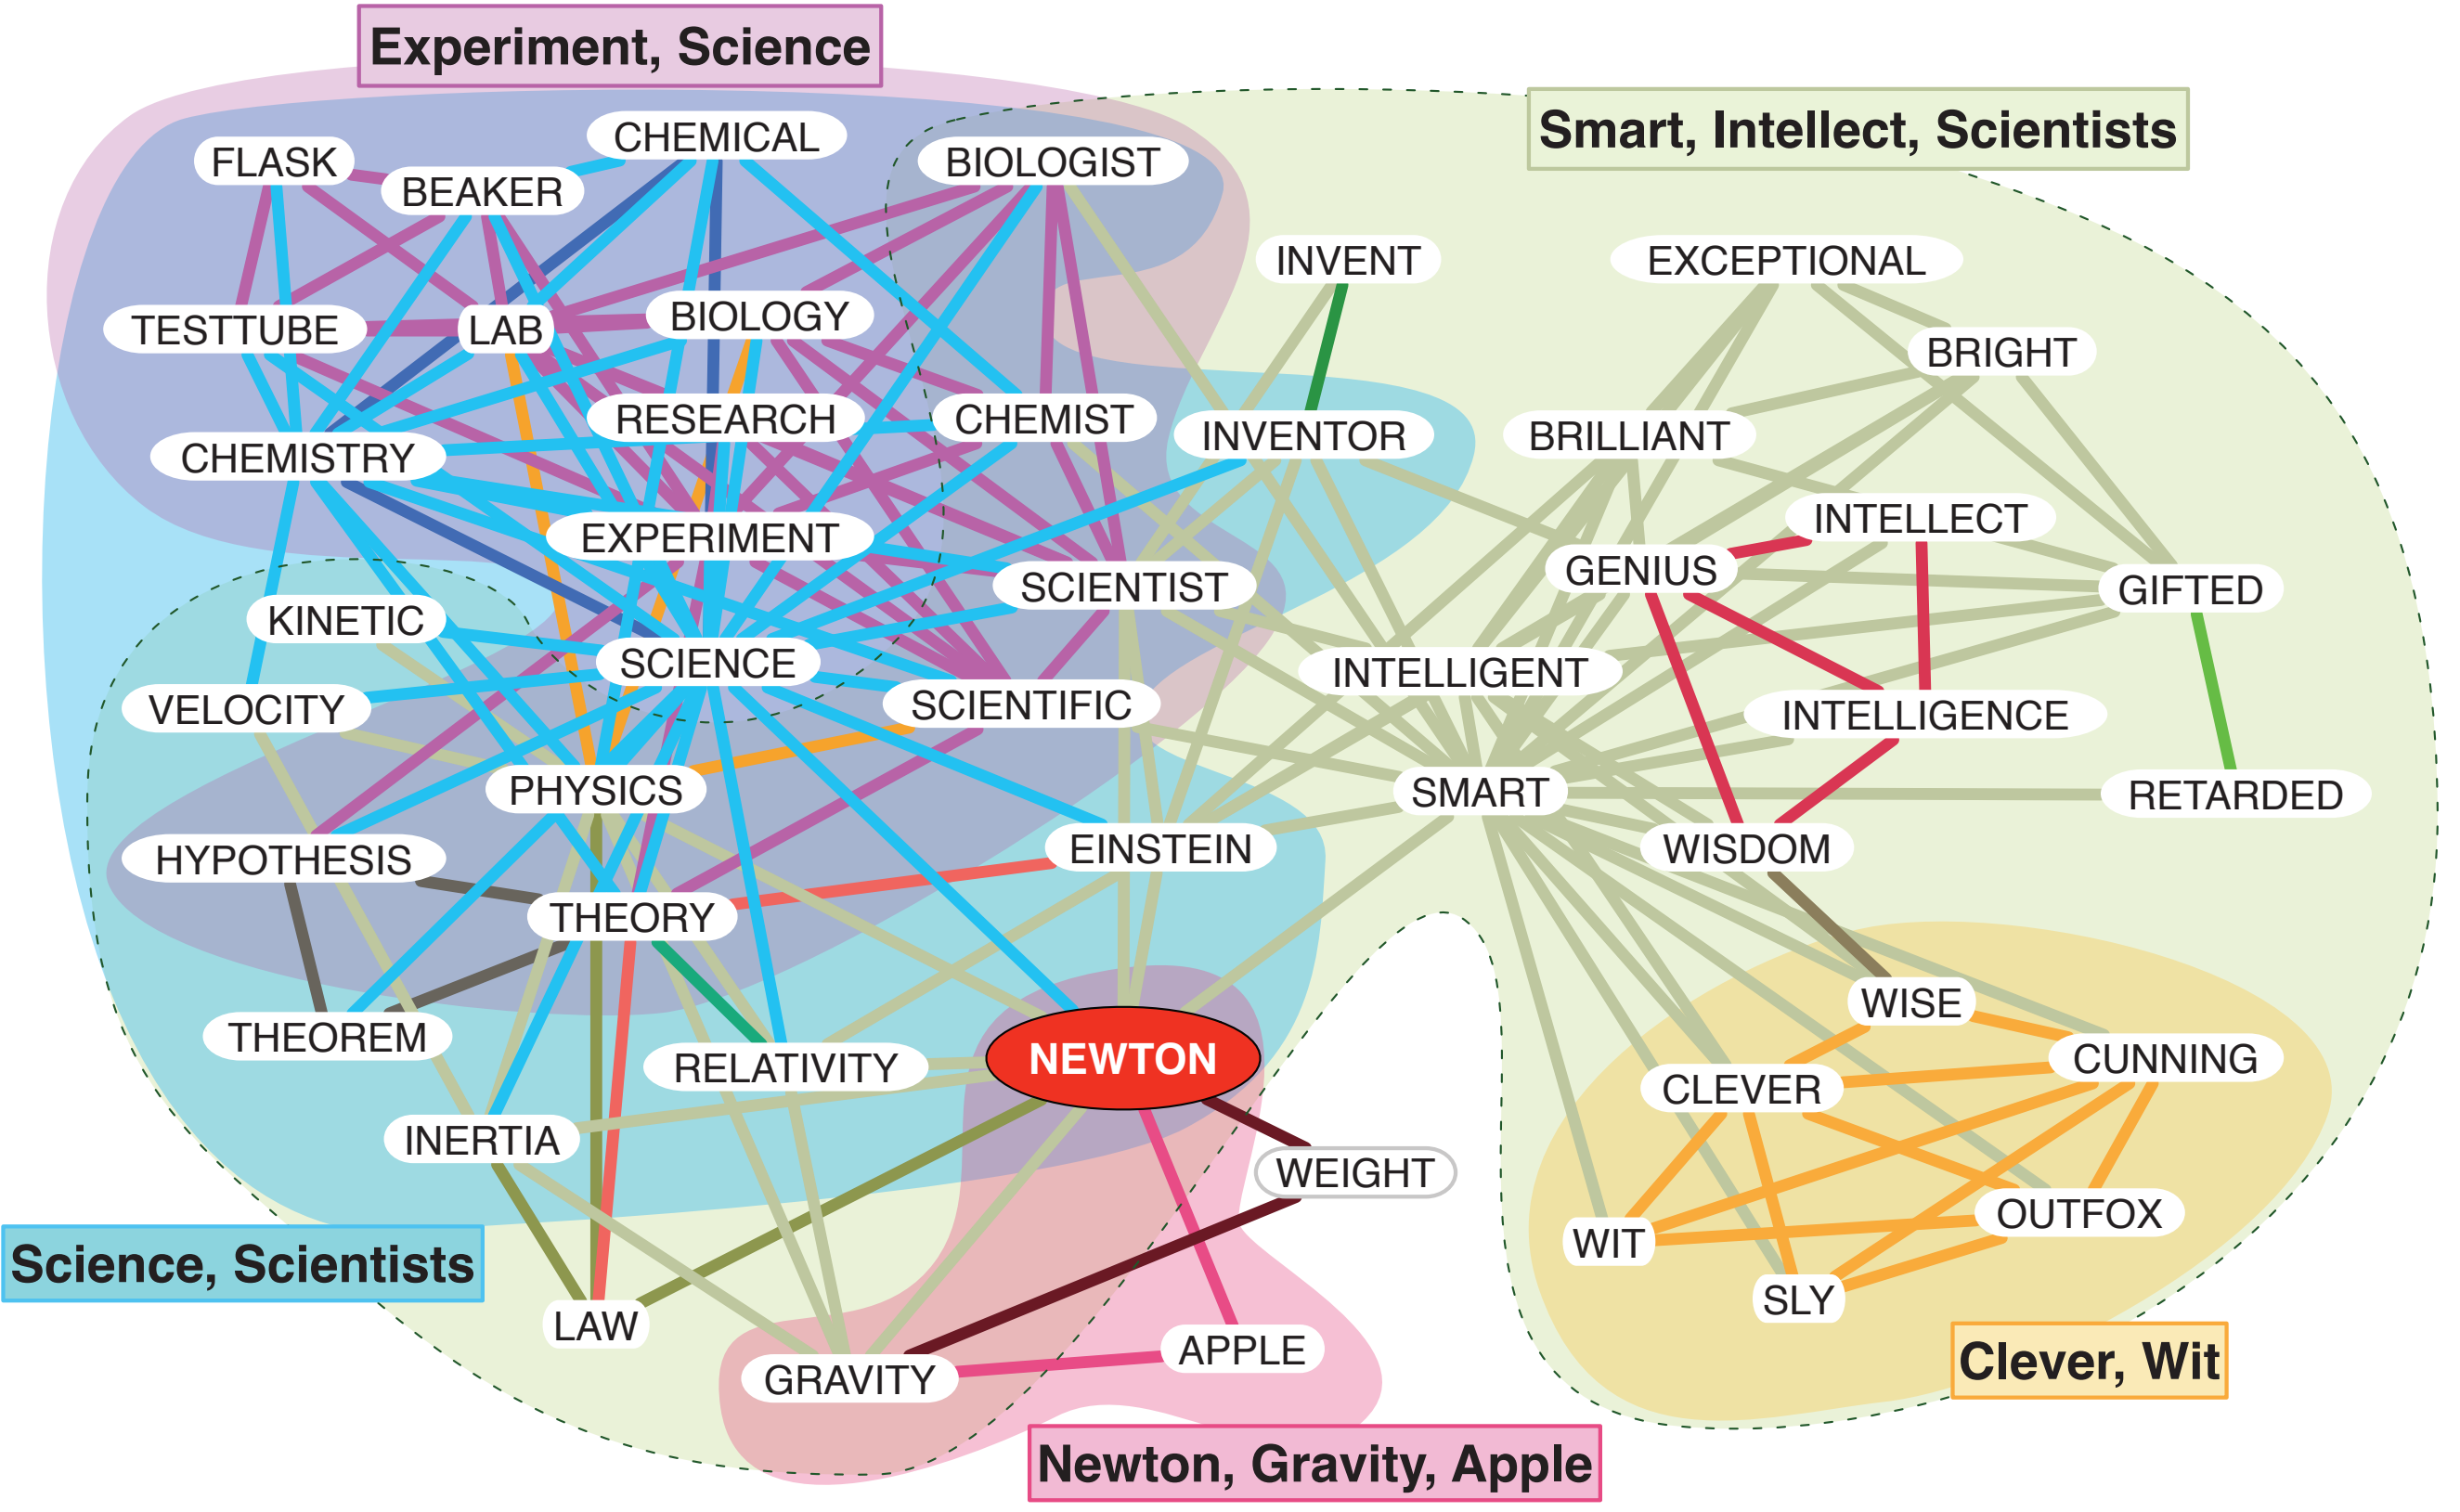 Experiment, Science
Smart, Intellect, Scientists
CHEMICAL
FLASK
BEAKER
BIOLOGIST
INVENT
EXCEPTIONAL
TESTTUBE
LAB
BIOLOGY
BRIGHT
RESEARCH
CHEMIST
INVENTOR
BRILLIANT
CHEMISTRY
EXPERIMENT
INTELLECT
GENIUS
SCIENTIST
GIFTED
KINETIC
SCIENCE
INTELLIGENT
VELOCITY
SCIENTIFIC
INTELLIGENCE
PHYSICS
SMART
RETARDED
HYPOTHESIS
EINSTEIN
WISDOM
THEORY
WISE
THEOREM
RELATIVITY
NEWTON
CUNNING
CLEVER
INERTIA
WEIGHT
OUTFOX
WIT
Science, Scientists
SLY
LAW
APPLE
GRAVITY
Clever, Wit
Newton, Gravity, Apple